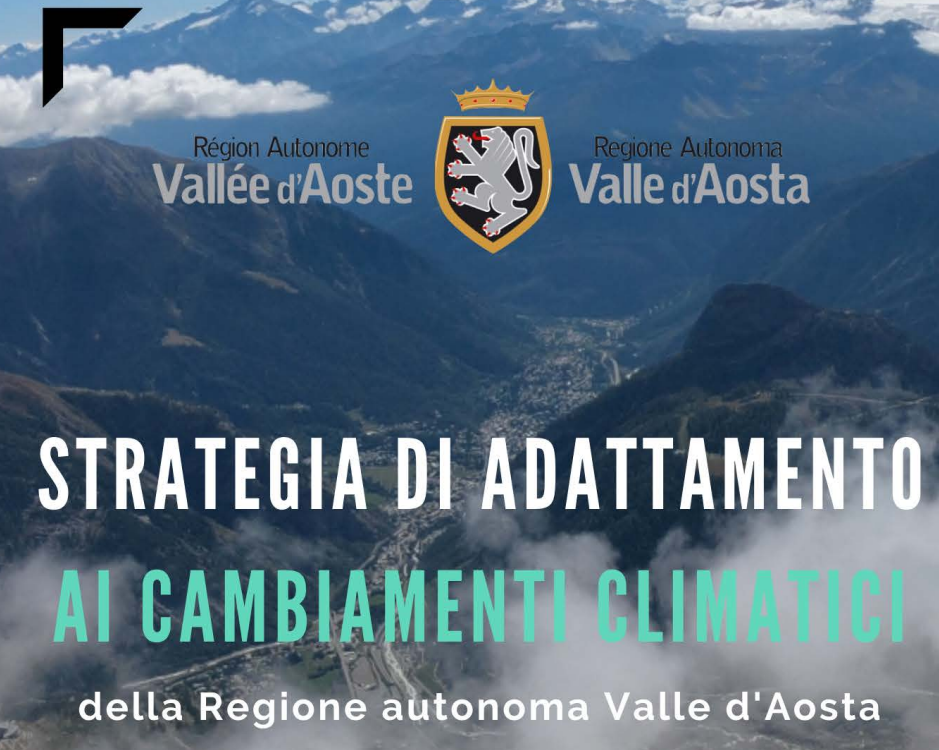 Région Autonome
Vallée d'Aoste
Regione Autonoma
Valle d'Aosta
STRATEGIA DI ADATTAMENTO
AI CAMBIAMENTI CLIMATICI
della Regione autonoma Valle d'Aosta